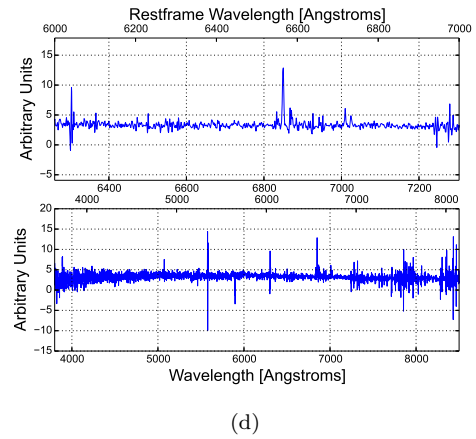 Restframe Wavelength [Angstroms]
6000 6200 6400 6600 6800 7000
Arbitrary Units
15
10
5
0
−5
6400 6600 6800 7000 7200
4000 5000 6000 7000 8000
Arbitrary Units
20
15
10
5
0
−5
−10
−15
4000 5000 6000 7000 8000
Wavelength [Angstroms]
(d)